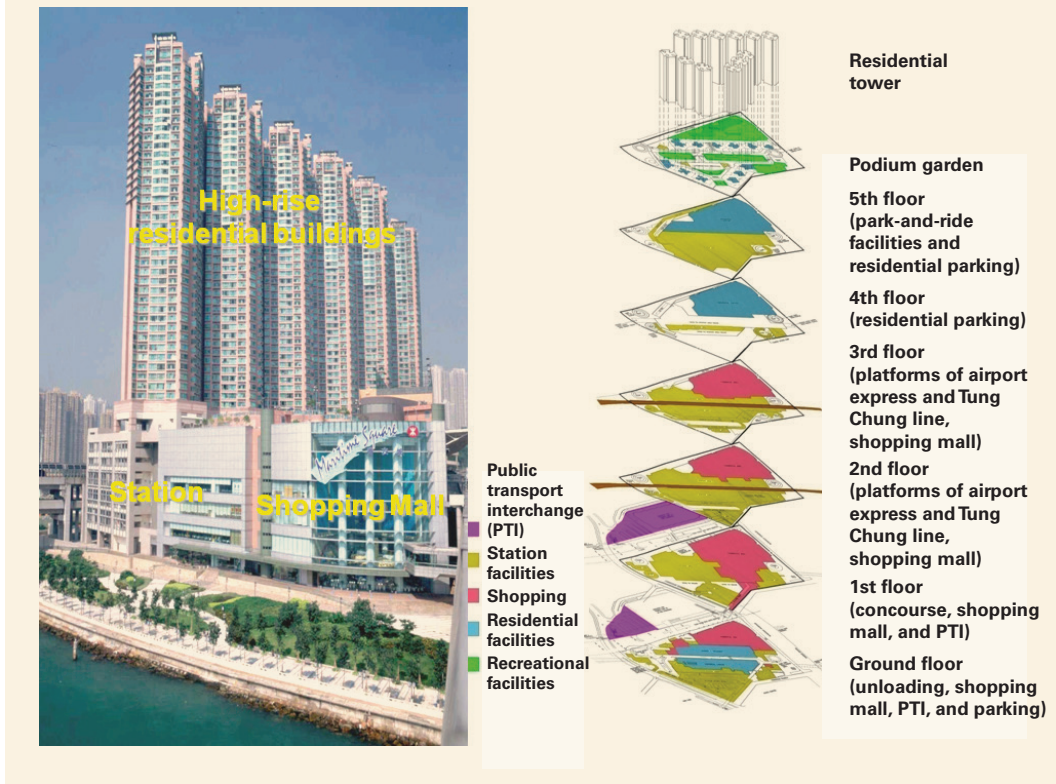 High-rise
residential buildings
Maritime Square
Station
Shopping Mall
Public
transport
interchange
(PTI)
Station
facilities
Shopping
Residential
facilities
Recreational
facilities
Residential
tower
Podium garden
5th floor
(park-and-ride
facilities and
residential parking)
4th floor
(residential parking)
3rd floor
(platforms of airport
express and Tung
Chung line,
shopping mall)
2nd floor
(platforms of airport
express and Tung
Chung line,
shopping mall)
1st floor
(concourse, shopping
mall, and PTI)
Ground floor
(unloading, shopping
mall, PTI, and parking)